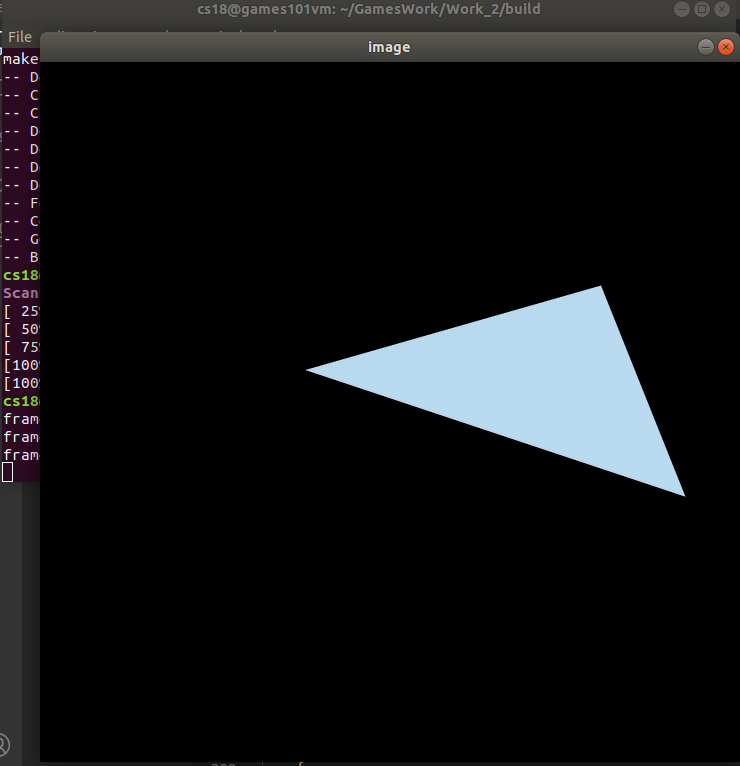 cs18@games101vm: ~/GamesWork/Work_2/build
File
image
make
-- D
-- C
-- C
-- D
-- D
-- D
-- D
-- F
-- C
-- G
-- B
cs18
Scan
[ 25
[ 50
[ 75
[100
[100
cs18
fram
fram
fram